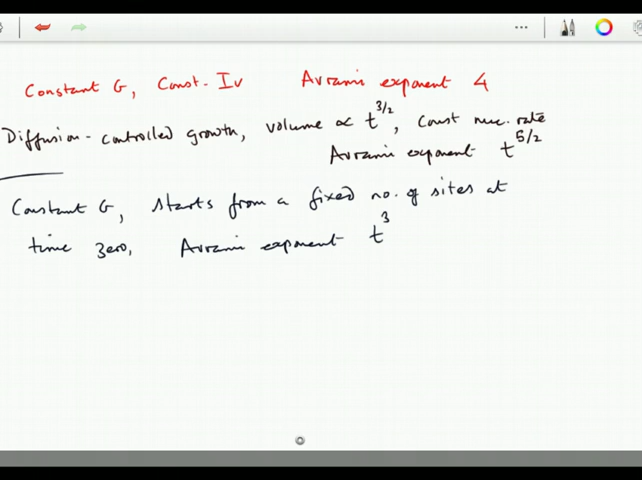 Constant G, Const. Iv Avrami exponent 4
Diffusion-controlled growth, volume ∝ t^3/2, const nuc. rate
Avrami exponent t^5/2
Constant G, starts from a fixed no. of sites at
time zero, Avrami exponent t^3